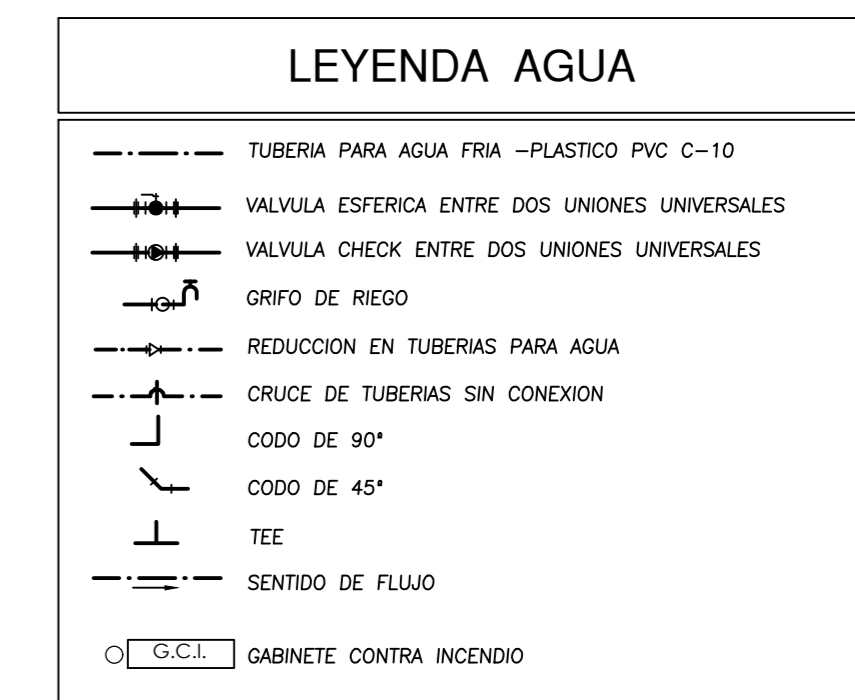 LEYENDA AGUA
TUBERIA PARA AGUA FRIA -PLASTICO PVC C-10
VALVULA ESFERICA ENTRE DOS UNIONES UNIVERSALES
VALVULA CHECK ENTRE DOS UNIONES UNIVERSALES
GRIFO DE RIEGO
REDUCCION EN TUBERIAS PARA AGUA
CRUCE DE TUBERIAS SIN CONEXION
CODO DE 90ª
CODO DE 45ª
TEE
SENTIDO DE FLUJO
G.C.I. GABINETE CONTRA INCENDIO